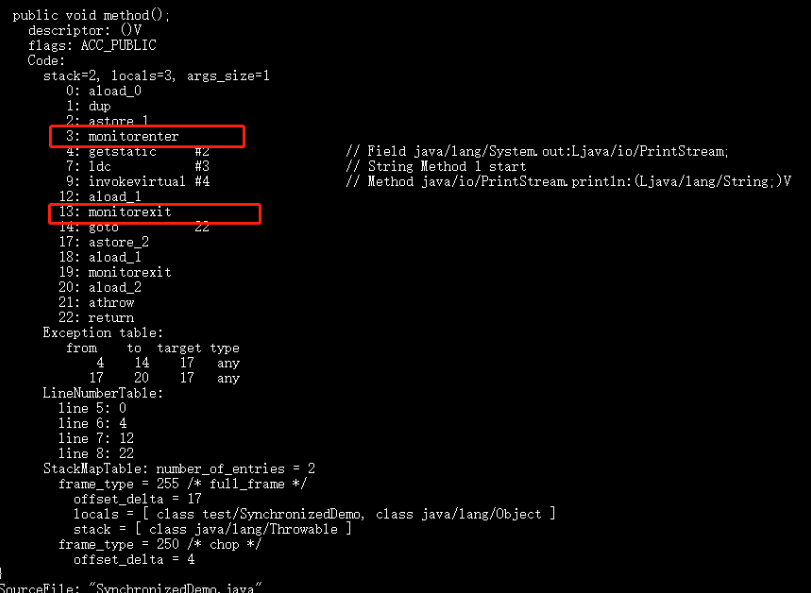 public void method();
descriptor: ()V
flags: ACC_PUBLIC
Code:
stack=2, locals=3, args_size=1
0: aload_0
1: dup
2: astore_1
3: monitorenter
4: getstatic #2 // Field java/lang/System.out:Ljava/io/PrintStream;
7: ldc #3 // String Method 1 start
9: invokevirtual #4 // Method java/io/PrintStream.println:(Ljava/lang/String;)V
12: aload_1
13: monitorexit
14: goto 22
17: astore_2
18: aload_1
19: monitorexit
20: aload_2
21: athrow
22: return
Exception table:
from to target type
4 14 17 any
17 20 17 any
LineNumberTable:
line 5: 0
line 6: 4
line 7: 12
line 8: 22
StackMapTable: number_of_entries = 2
frame_type = 255 /* full_frame */
offset_delta = 17
locals = [ class test/SynchronizedDemo, class java/lang/Object ]
stack = [ class java/lang/Throwable ]
frame_type = 250 /* chop */
offset_delta = 4
}
SourceFile: "SynchronizedDemo.java"